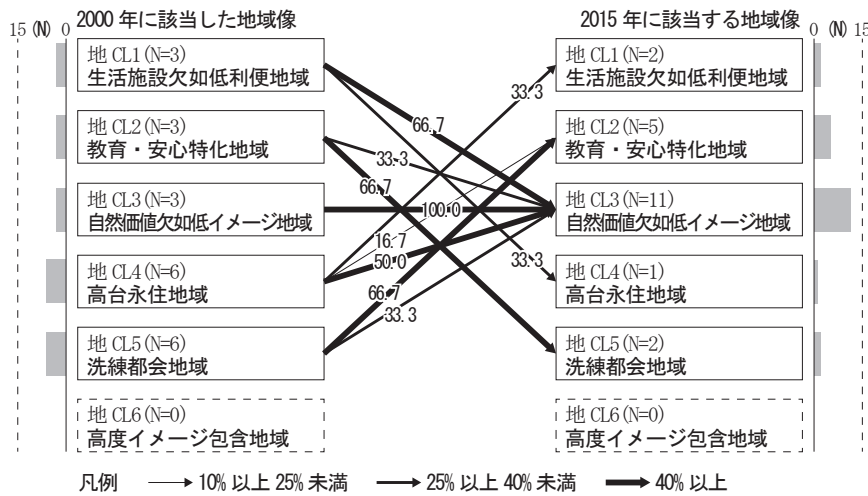 2000 年に該当した地域像
2015 年に該当する地域像
15 (N) 0
0 (N) 15
地 CL1(N=3)
生活施設欠如低利便地域
地 CL2(N=3)
教育・安心特化地域
地 CL3(N=3)
自然価値欠如低イメージ地域
地 CL4(N=6)
高台永住地域
地 CL5(N=6)
洗練都会地域
地 CL6(N=0)
高度イメージ包含地域
33.3
66.7
33.3
66.7
100.0
16.7
50.0
33.3
66.7
33.3
地 CL1(N=2)
生活施設欠如低利便地域
地 CL2(N=5)
教育・安心特化地域
地 CL3(N=11)
自然価値欠如低イメージ地域
地 CL4(N=1)
高台永住地域
地 CL5(N=2)
洗練都会地域
地 CL6(N=0)
高度イメージ包含地域
凡例 10% 以上 25% 未満 25% 以上 40% 未満 40% 以上